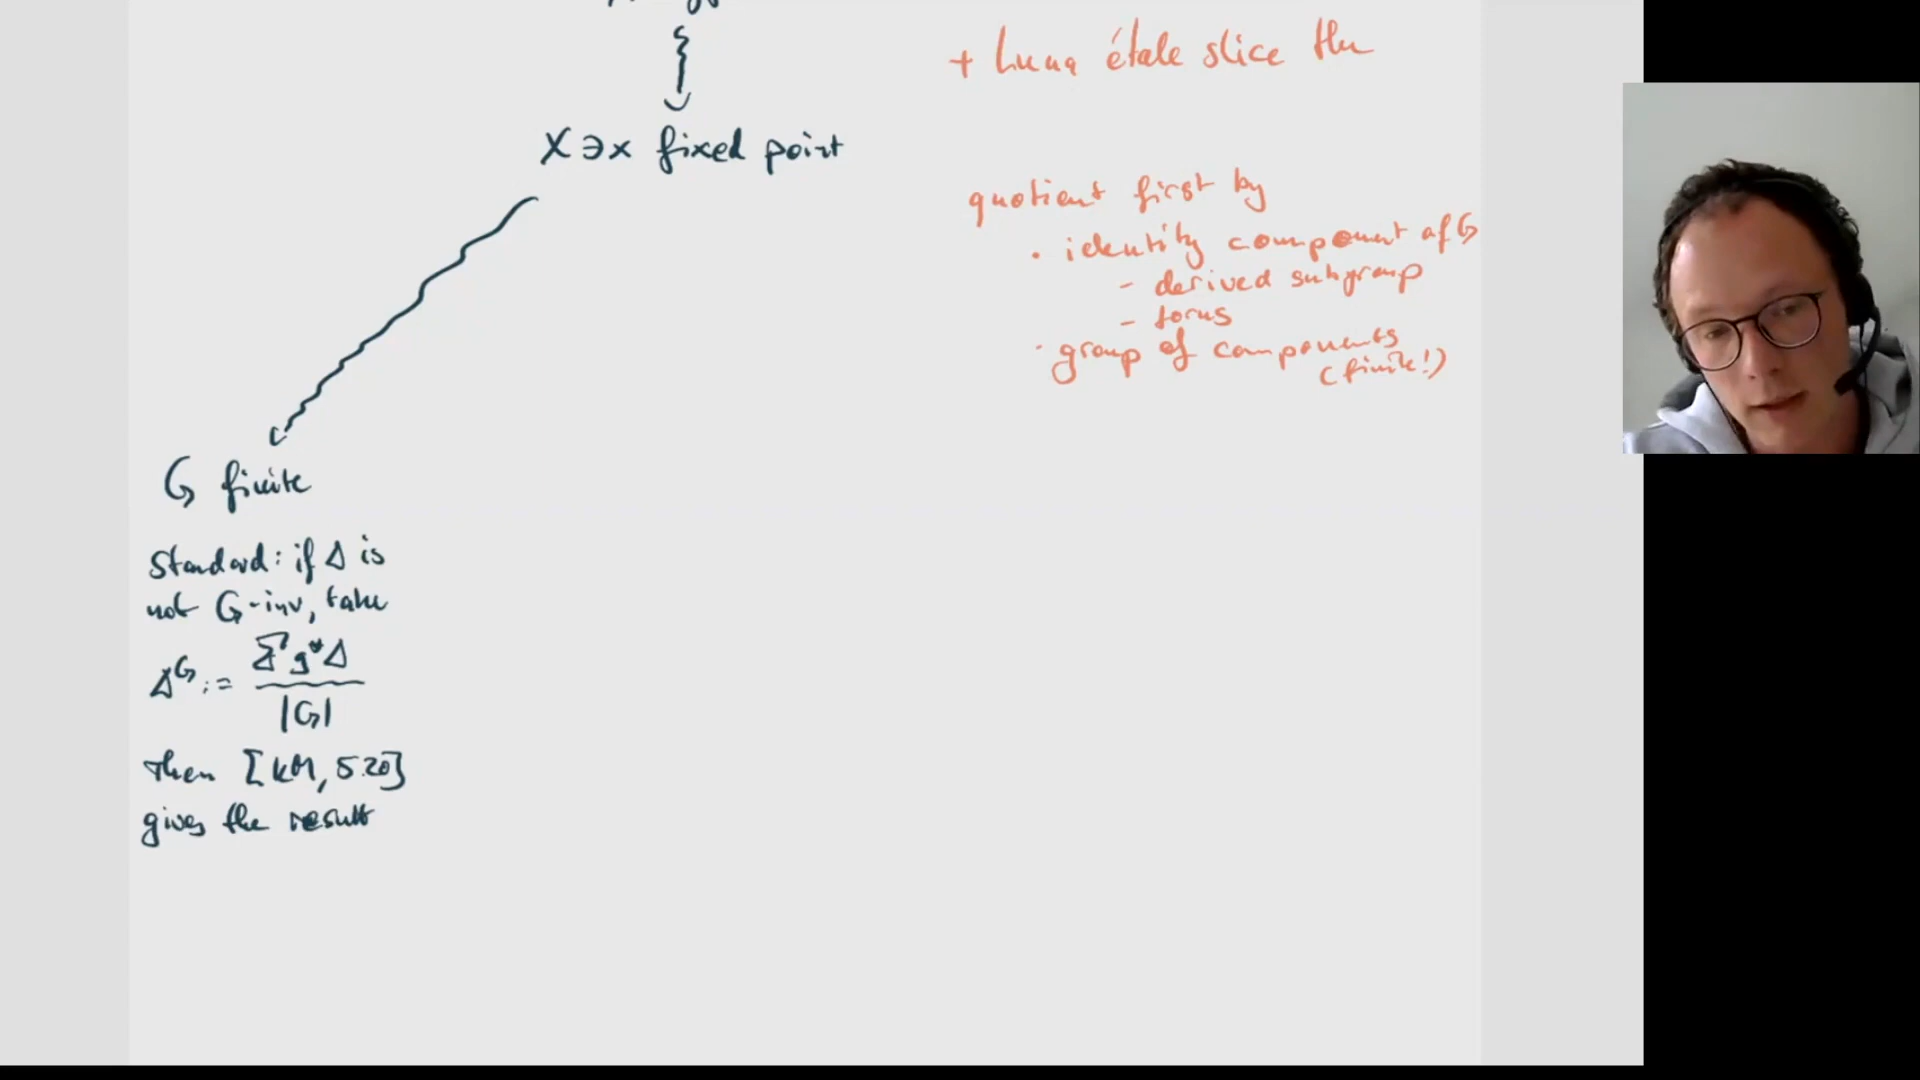 + Luna étale slice thm
X ∋ x fixed point
quotient first by
• identity component of G
- derived subgroup
- torus
• group of components
(finite!)
G finite
Standard: if Δ is
not G-inv, take
Δ^G := Σ g*Δ / |G|
then [KM, 5.20]
gives the result